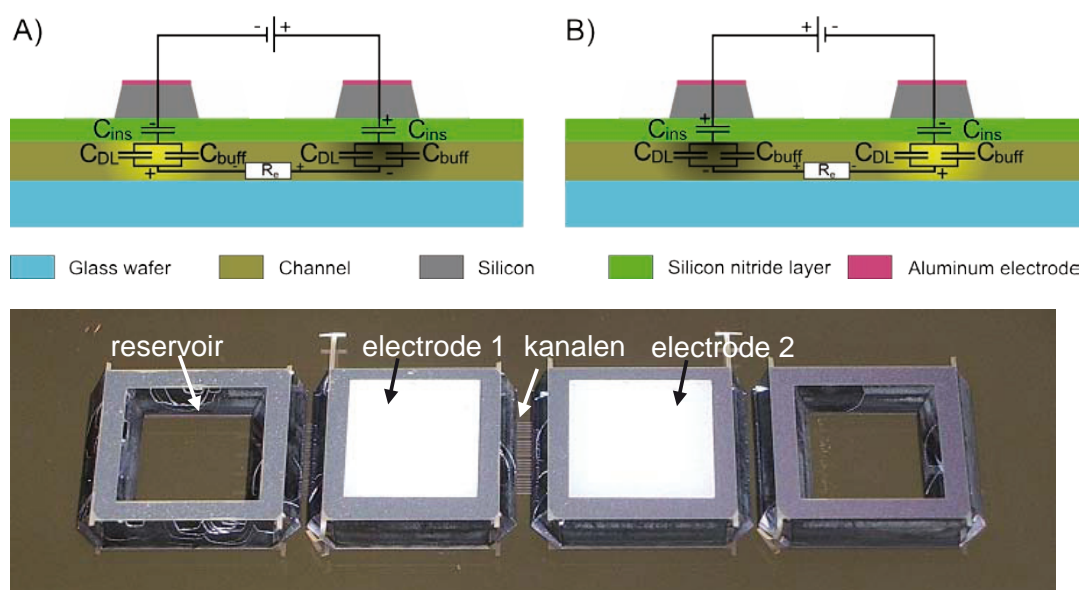 A)
- +
Cins - + Cins
CDL Cbuff CDL Cbuff
+ - Re + -
B)
+ -
Cins + - Cins
CDL Cbuff CDL Cbuff
- + Re - +
Glass wafer
Channel
Silicon
Silicon nitride layer
Aluminum electrode
reservoir
electrode 1
kanalen
electrode 2